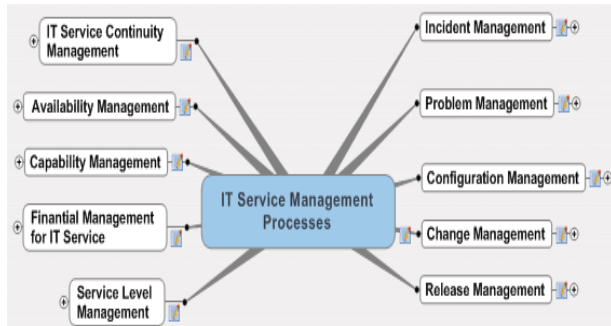 IT Service Continuity
Management
Availability Management
Capability Management
Finantial Management
for IT Service
Service Level
Management
IT Service Management
Processes
Incident Management
Problem Management
Configuration Management
Change Management
Release Management